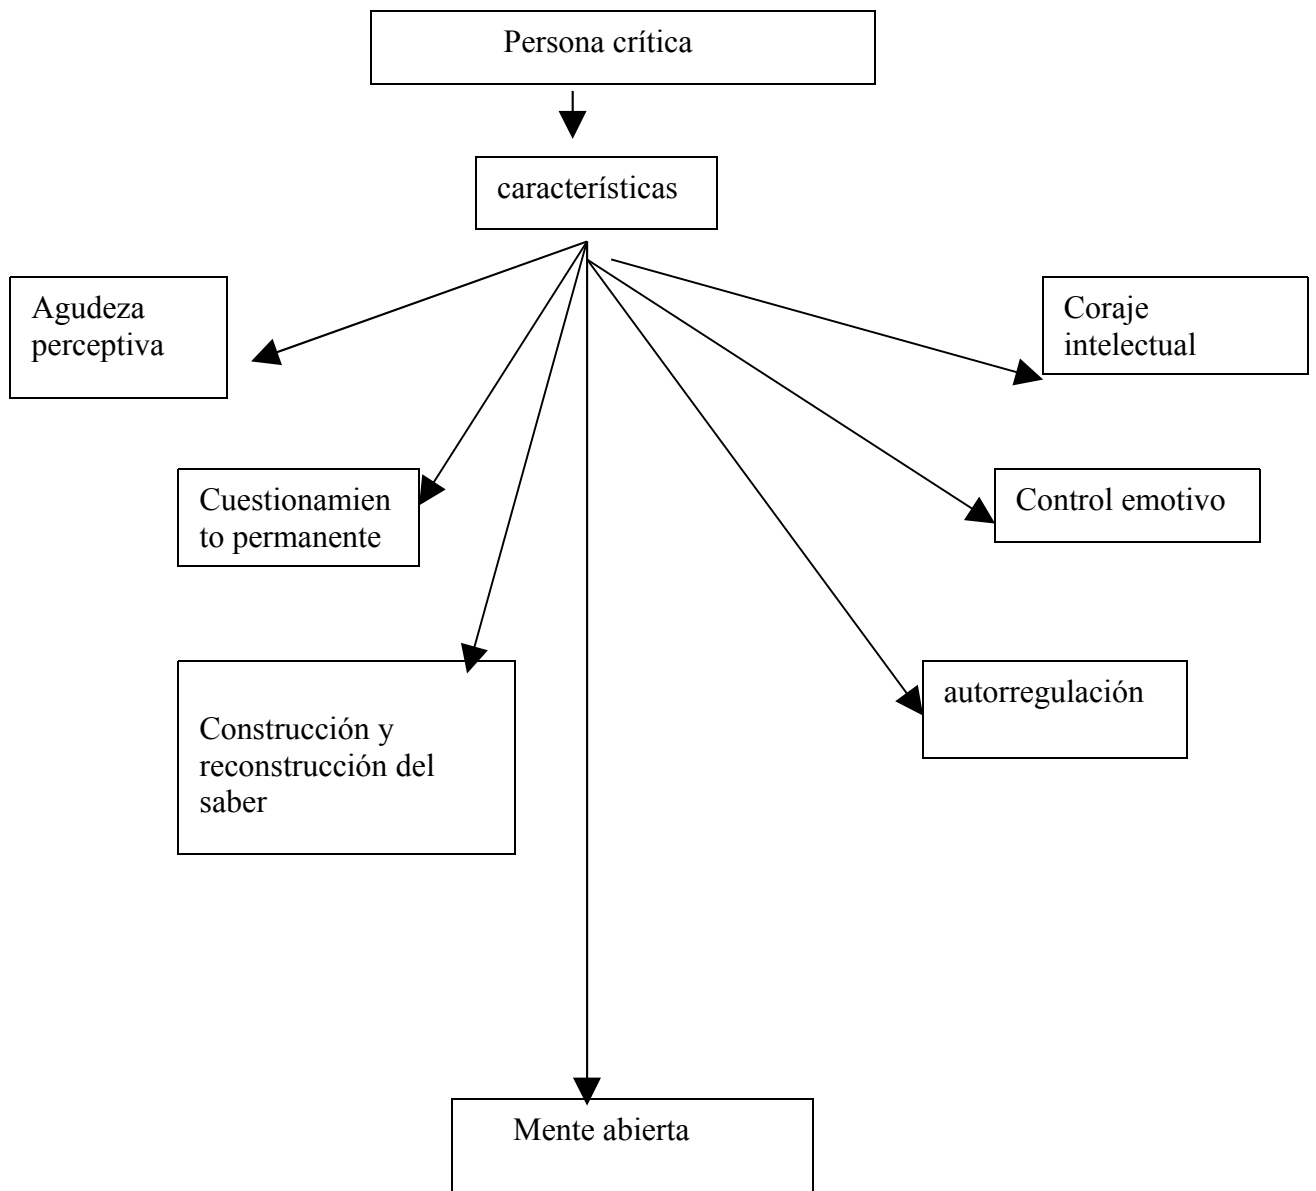 Persona crítica
características
Agudeza
perceptiva
Coraje
intelectual
Cuestionamien
to permanente
Control emotivo
Construcción y
reconstrucción del
saber
autorregulación
Mente abierta